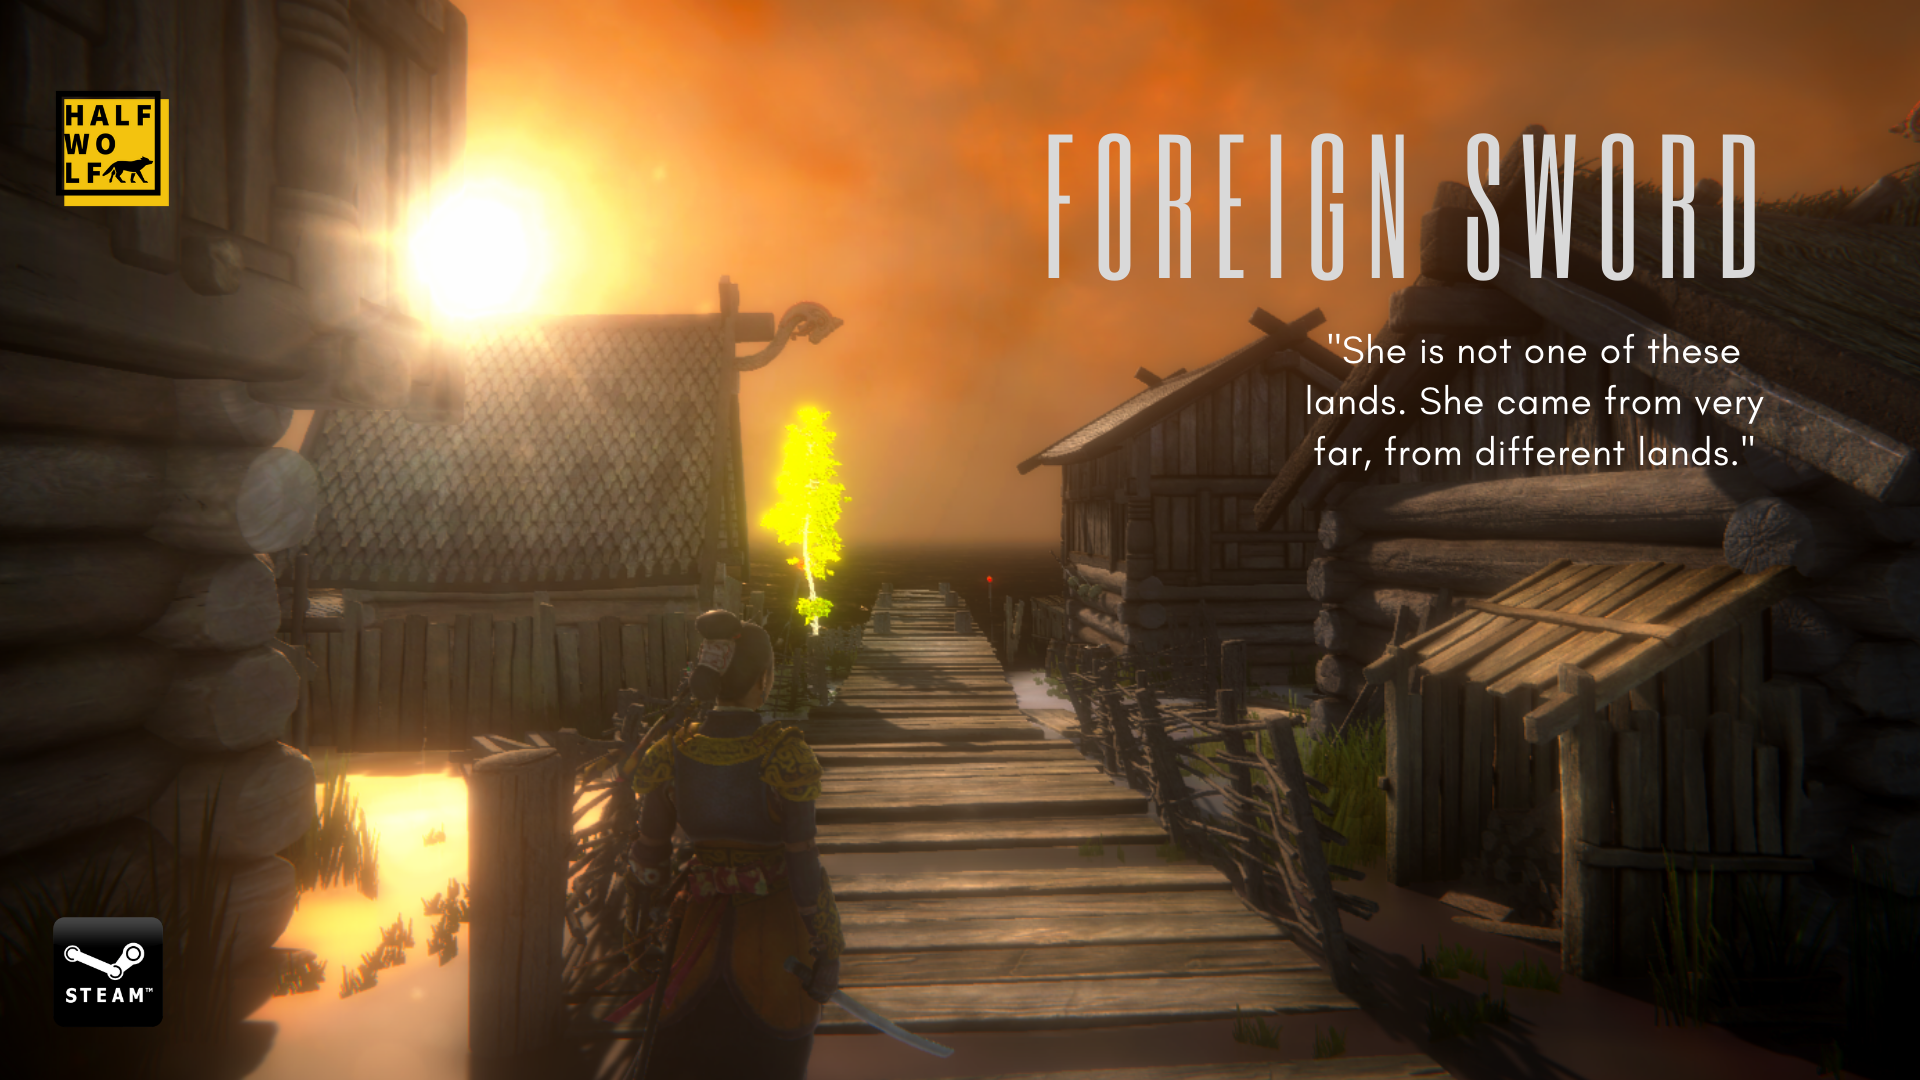 HALF
WO
LF
FOREIGN SWORD
"She is not one of these
lands. She came from very
far, from different lands."
STEAM™